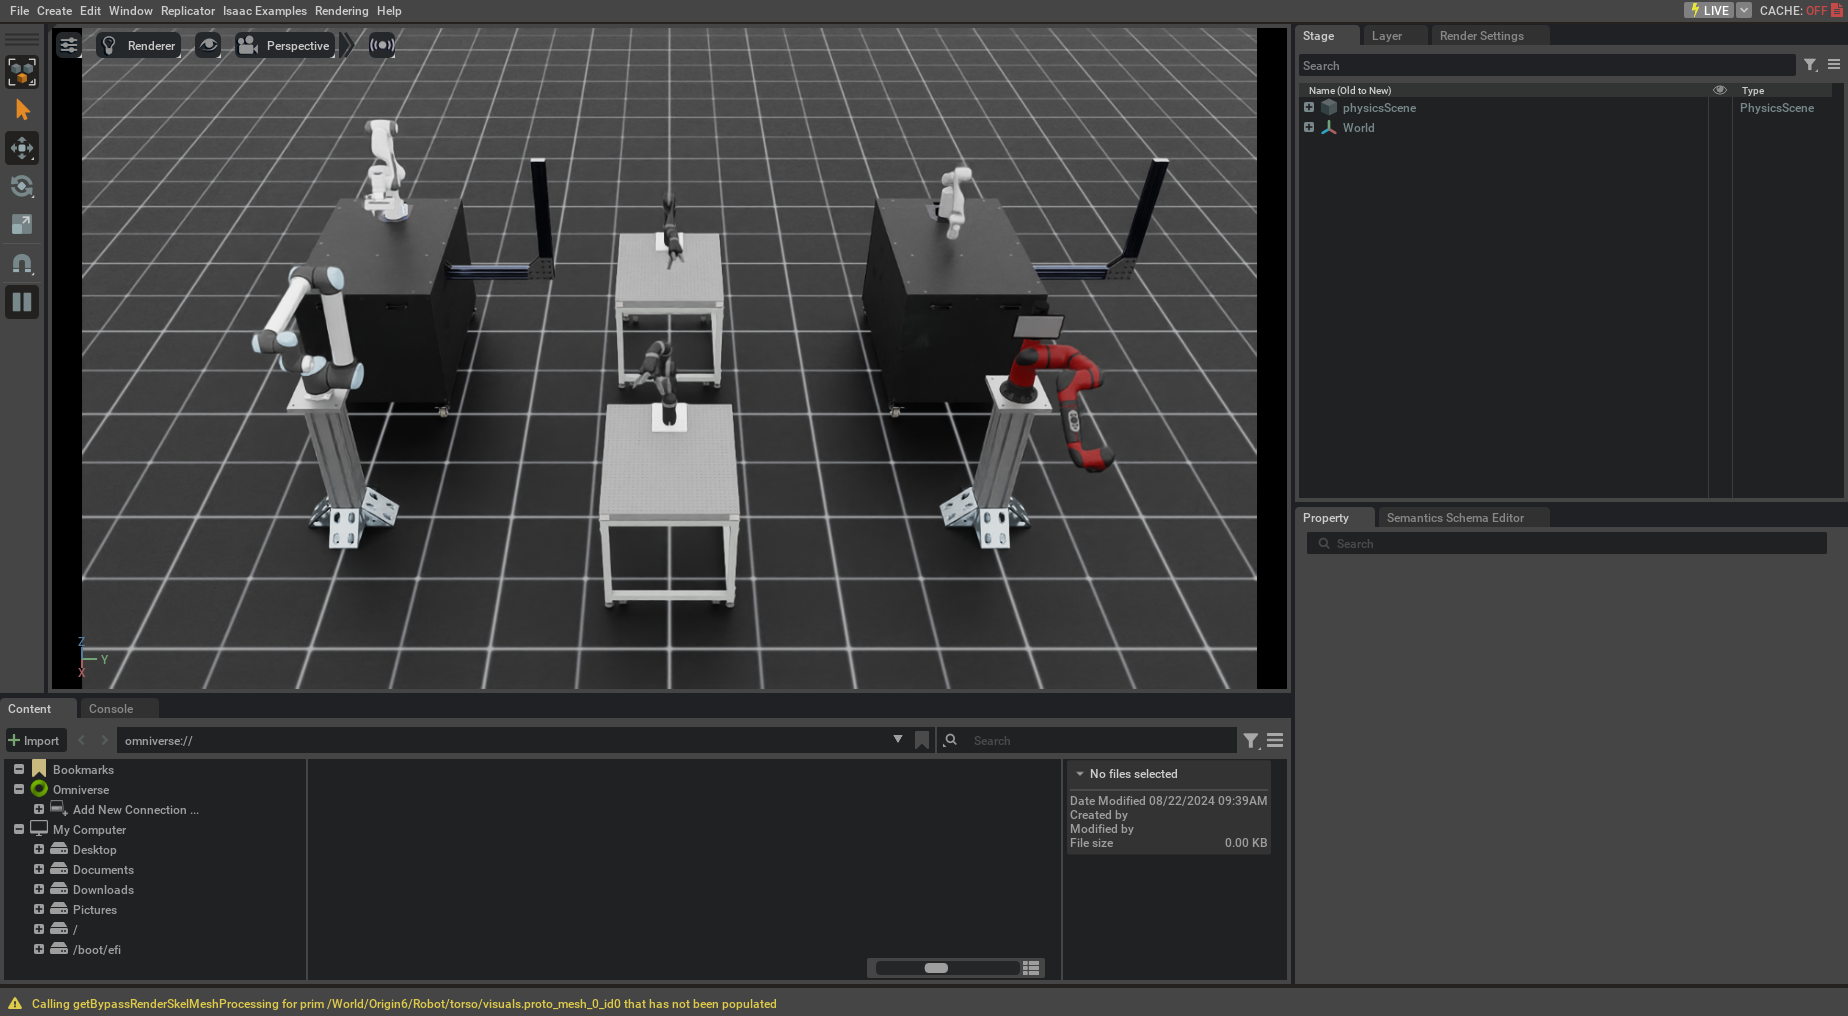 File Create Edit Window Replicator Isaac Examples Rendering Help
LIVE CACHE: OFF
Renderer Perspective
Z
Y
X
Stage Layer Render Settings
Search
Name (Old to New) Type
physicsScene PhysicsScene
World
Property Semantics Schema Editor
Search
Content Console
Import omniverse:// Search
Bookmarks
Omniverse
Add New Connection ...
My Computer
Desktop
Documents
Downloads
Pictures
/
/boot/efi
No files selected
Date Modified 08/22/2024 09:39AM
Created by
Modified by
File size 0.00 KB
Calling getBypassRenderSkelMeshProcessing for prim /World/Origin6/Robot/torso/visuals.proto_mesh_0_id0 that has not been populated